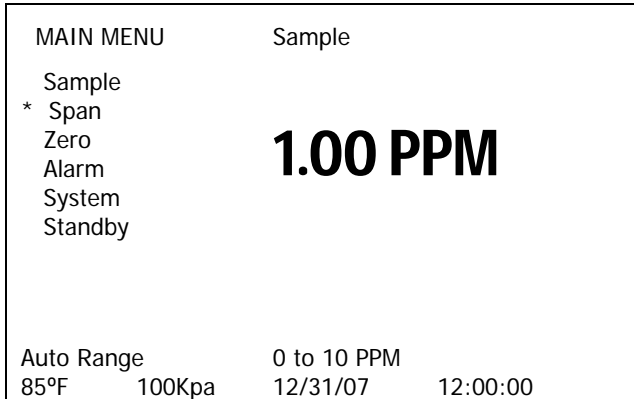 MAIN MENU Sample
Sample
* Span
Zero
Alarm
System
Standby
1.00 PPM
Auto Range 0 to 10 PPM
85ºF 100Kpa 12/31/07 12:00:00